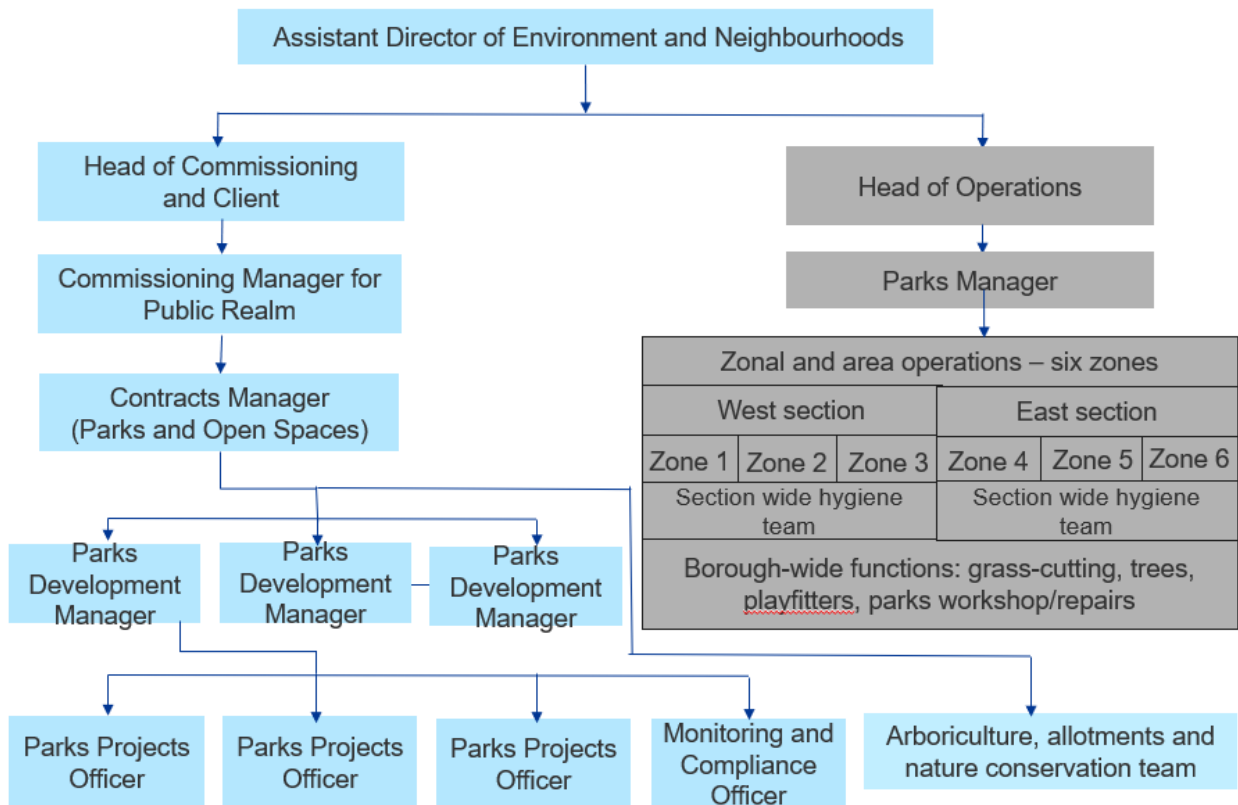 Assistant Director of Environment and Neighbourhoods
Head of Commissioning
and Client
Head of Operations
Commissioning Manager for
Public Realm
Parks Manager
Contracts Manager
(Parks and Open Spaces)
Zonal and area operations – six zones
West section
East section
Zone 1
Zone 2
Zone 3
Zone 4
Zone 5
Zone 6
Section wide hygiene
team
Section wide hygiene
team
Borough-wide functions: grass-cutting, trees,
playfitters, parks workshop/repairs
Parks
Development
Manager
Parks
Development
Manager
Parks
Development
Manager
Parks Projects
Officer
Parks Projects
Officer
Parks Projects
Officer
Monitoring and
Compliance
Officer
Arboriculture, allotments and
nature conservation team